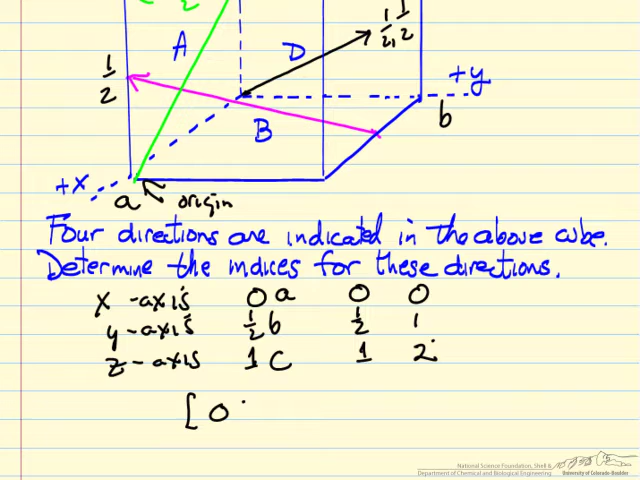 1/2
A
D
1/2, 1 1/2
1/2
+y
b
B
+x
a
origin
Four directions are indicated in the above cube.
Determine the indices for these directions.
x - axis 0 a 0 0
y - axis 1/2 b 1/2 1
z - axis 1 C 1 2
[ 0
National Science Foundation, Shell &
Department of Chemical and Biological Engineering University of Colorado-Boulder